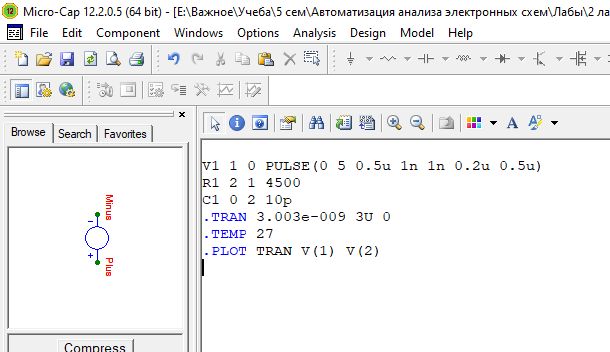 Micro-Cap 12.2.0.5 (64 bit) - [E:\Важное\Учеба\5 сем\Автоматизация анализа электронных схем\Лабы\2 ла
File Edit Component Windows Options Analysis Design Model Help
Browse Search Favorites
Minus
Plus
Compress
V1 1 0 PULSE(0 5 0.5u 1n 1n 0.2u 0.5u)
R1 2 1 4500
C1 0 2 10p
.TRAN 3.003e-009 3U 0
.TEMP 27
.PLOT TRAN V(1) V(2)